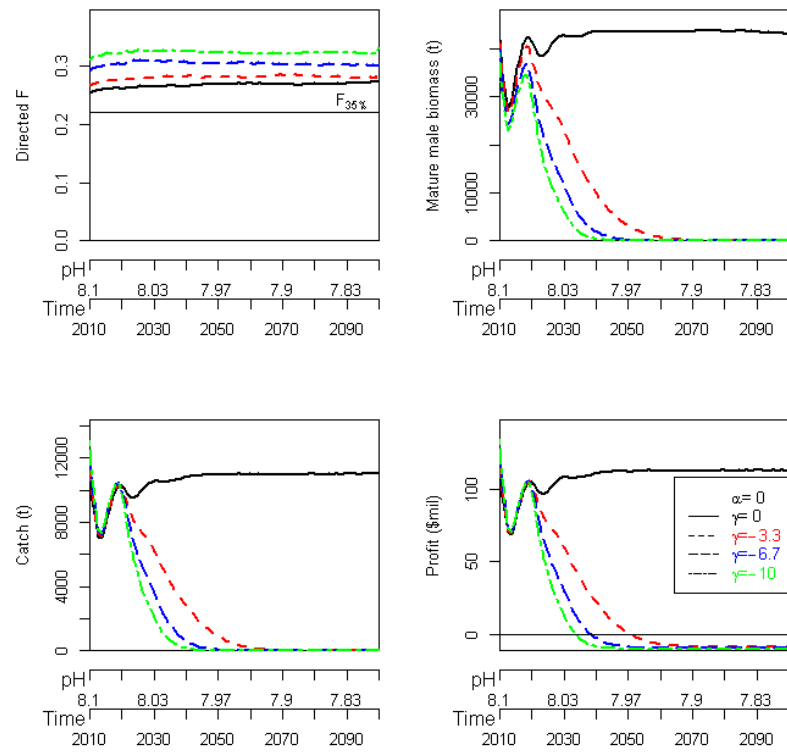 Directed F
0.0 0.1 0.2 0.3
F35%
pH
8.1 8.03 7.97 7.9 7.83
Time
2010 2030 2050 2070 2090
Mature male biomass (t)
0 10000 30000
pH
8.1 8.03 7.97 7.9 7.83
Time
2010 2030 2050 2070 2090
Catch (t)
0 4000 8000 12000
pH
8.1 8.03 7.97 7.9 7.83
Time
2010 2030 2050 2070 2090
Profit ($mil)
0 50 100
α= 0
γ= 0
γ=−3.3
γ=−6.7
γ=−10
pH
8.1 8.03 7.97 7.9 7.83
Time
2010 2030 2050 2070 2090